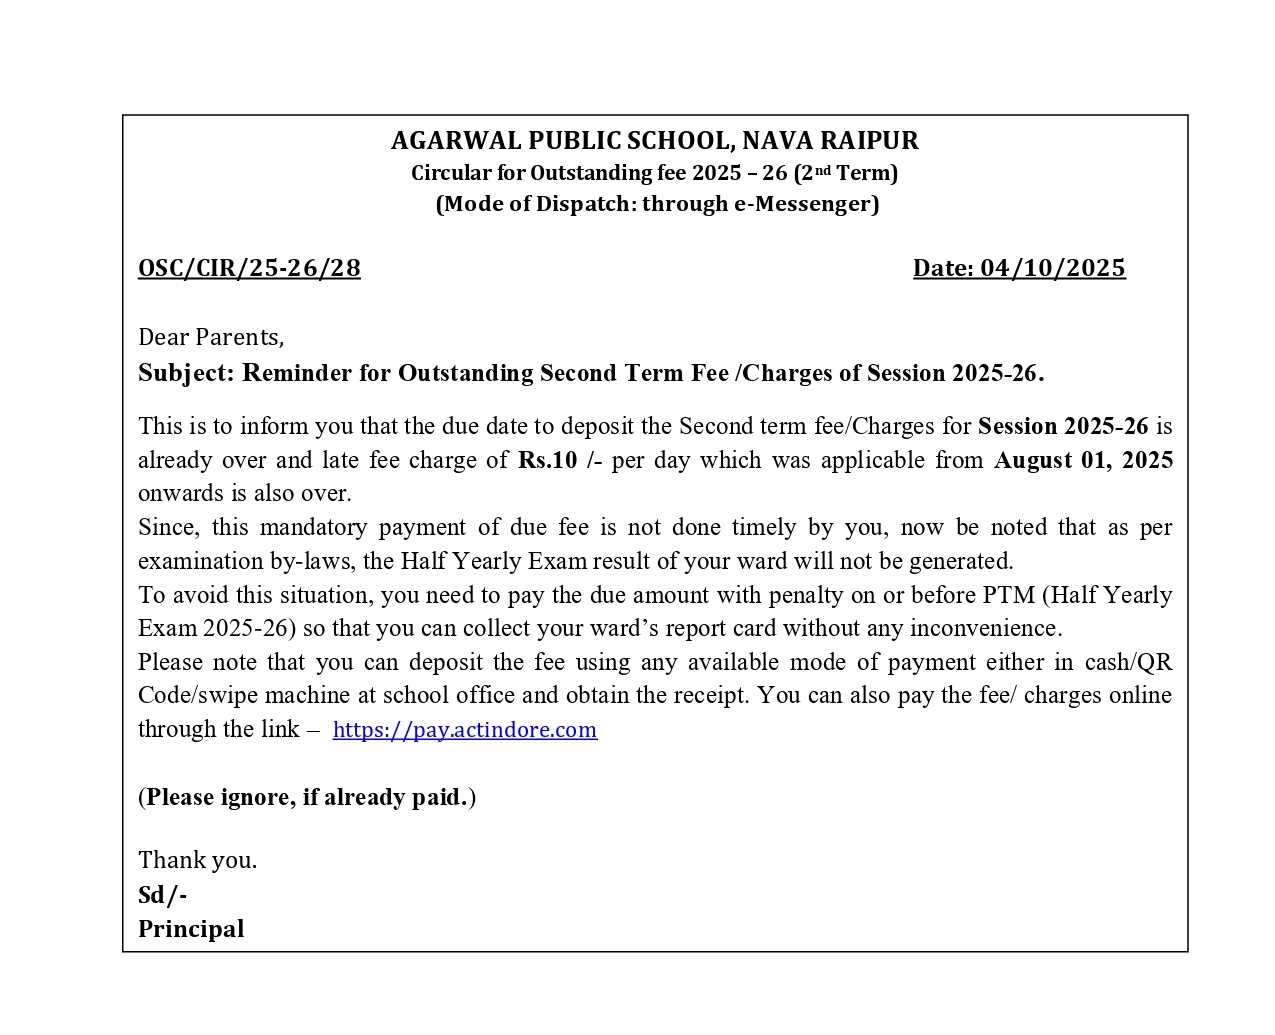 AGARWAL PUBLIC SCHOOL, NAVA RAIPUR
Circular for Outstanding fee 2025 – 26 (2nd Term)
(Mode of Dispatch: through e-Messenger)
OSC/CIR/25-26/28 Date: 04/10/2025
Dear Parents,
Subject: Reminder for Outstanding Second Term Fee /Charges of Session 2025-26.
This is to inform you that the due date to deposit the Second term fee/Charges for Session 2025-26 is
already over and late fee charge of Rs.10 /- per day which was applicable from August 01, 2025
onwards is also over.
Since, this mandatory payment of due fee is not done timely by you, now be noted that as per
examination by-laws, the Half Yearly Exam result of your ward will not be generated.
To avoid this situation, you need to pay the due amount with penalty on or before PTM (Half Yearly
Exam 2025-26) so that you can collect your ward’s report card without any inconvenience.
Please note that you can deposit the fee using any available mode of payment either in cash/QR
Code/swipe machine at school office and obtain the receipt. You can also pay the fee/ charges online
through the link – https://pay.actindore.com
(Please ignore, if already paid.)
Thank you.
Sd/-
Principal